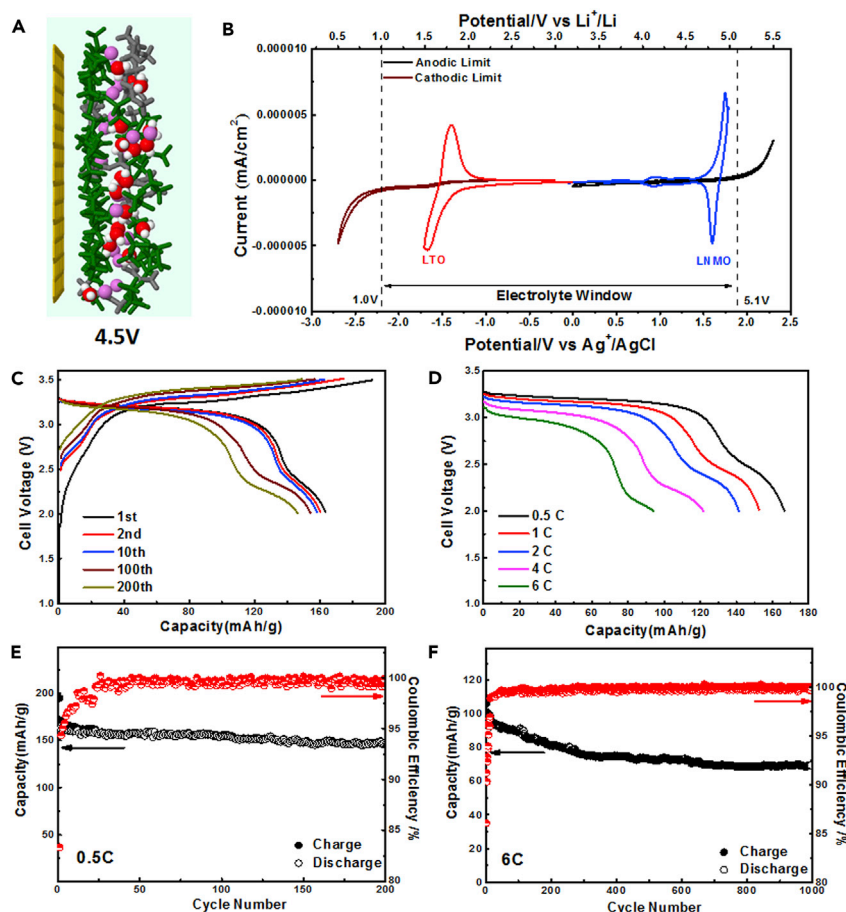 A
4.5V
B
Potential/V vs Li+/Li
0.5 1.0 1.5 2.0 2.5 3.0 3.5 4.0 4.5 5.0 5.5
Anodic Limit
Cathodic Limit
Current (mA/cm²)
0.000010
0.000005
0.000000
-0.000005
-0.000010
LTO
LNMO
1.0V
Electrolyte Window
5.1V
-3.0 -2.5 -2.0 -1.5 -1.0 -0.5 0.0 0.5 1.0 1.5 2.0 2.5
Potential/V vs Ag+/AgCl
C
Cell Voltage (V)
3.5
3.0
2.5
2.0
1.5
1.0
1st
2nd
10th
100th
200th
0 40 80 120 160 200
Capacity(mAh/g)
D
Cell Voltage (V)
3.5
3.0
2.5
2.0
1.5
1.0
0.5 C
1 C
2 C
4 C
6 C
0 20 40 60 80 100 120 140 160 180
Capacity(mAh/g)
E
Capacity(mAh/g)
200
150
100
50
Coulombic Efficiency /%
100
95
90
85
80
0.5C
Charge
Discharge
0 50 100 150 200
Cycle Number
F
Capacity(mAh/g)
120
100
80
60
40
20
0
Coulombic Efficiency /%
100
95
90
85
80
6C
Charge
Discharge
0 200 400 600 800 1000
Cycle Number